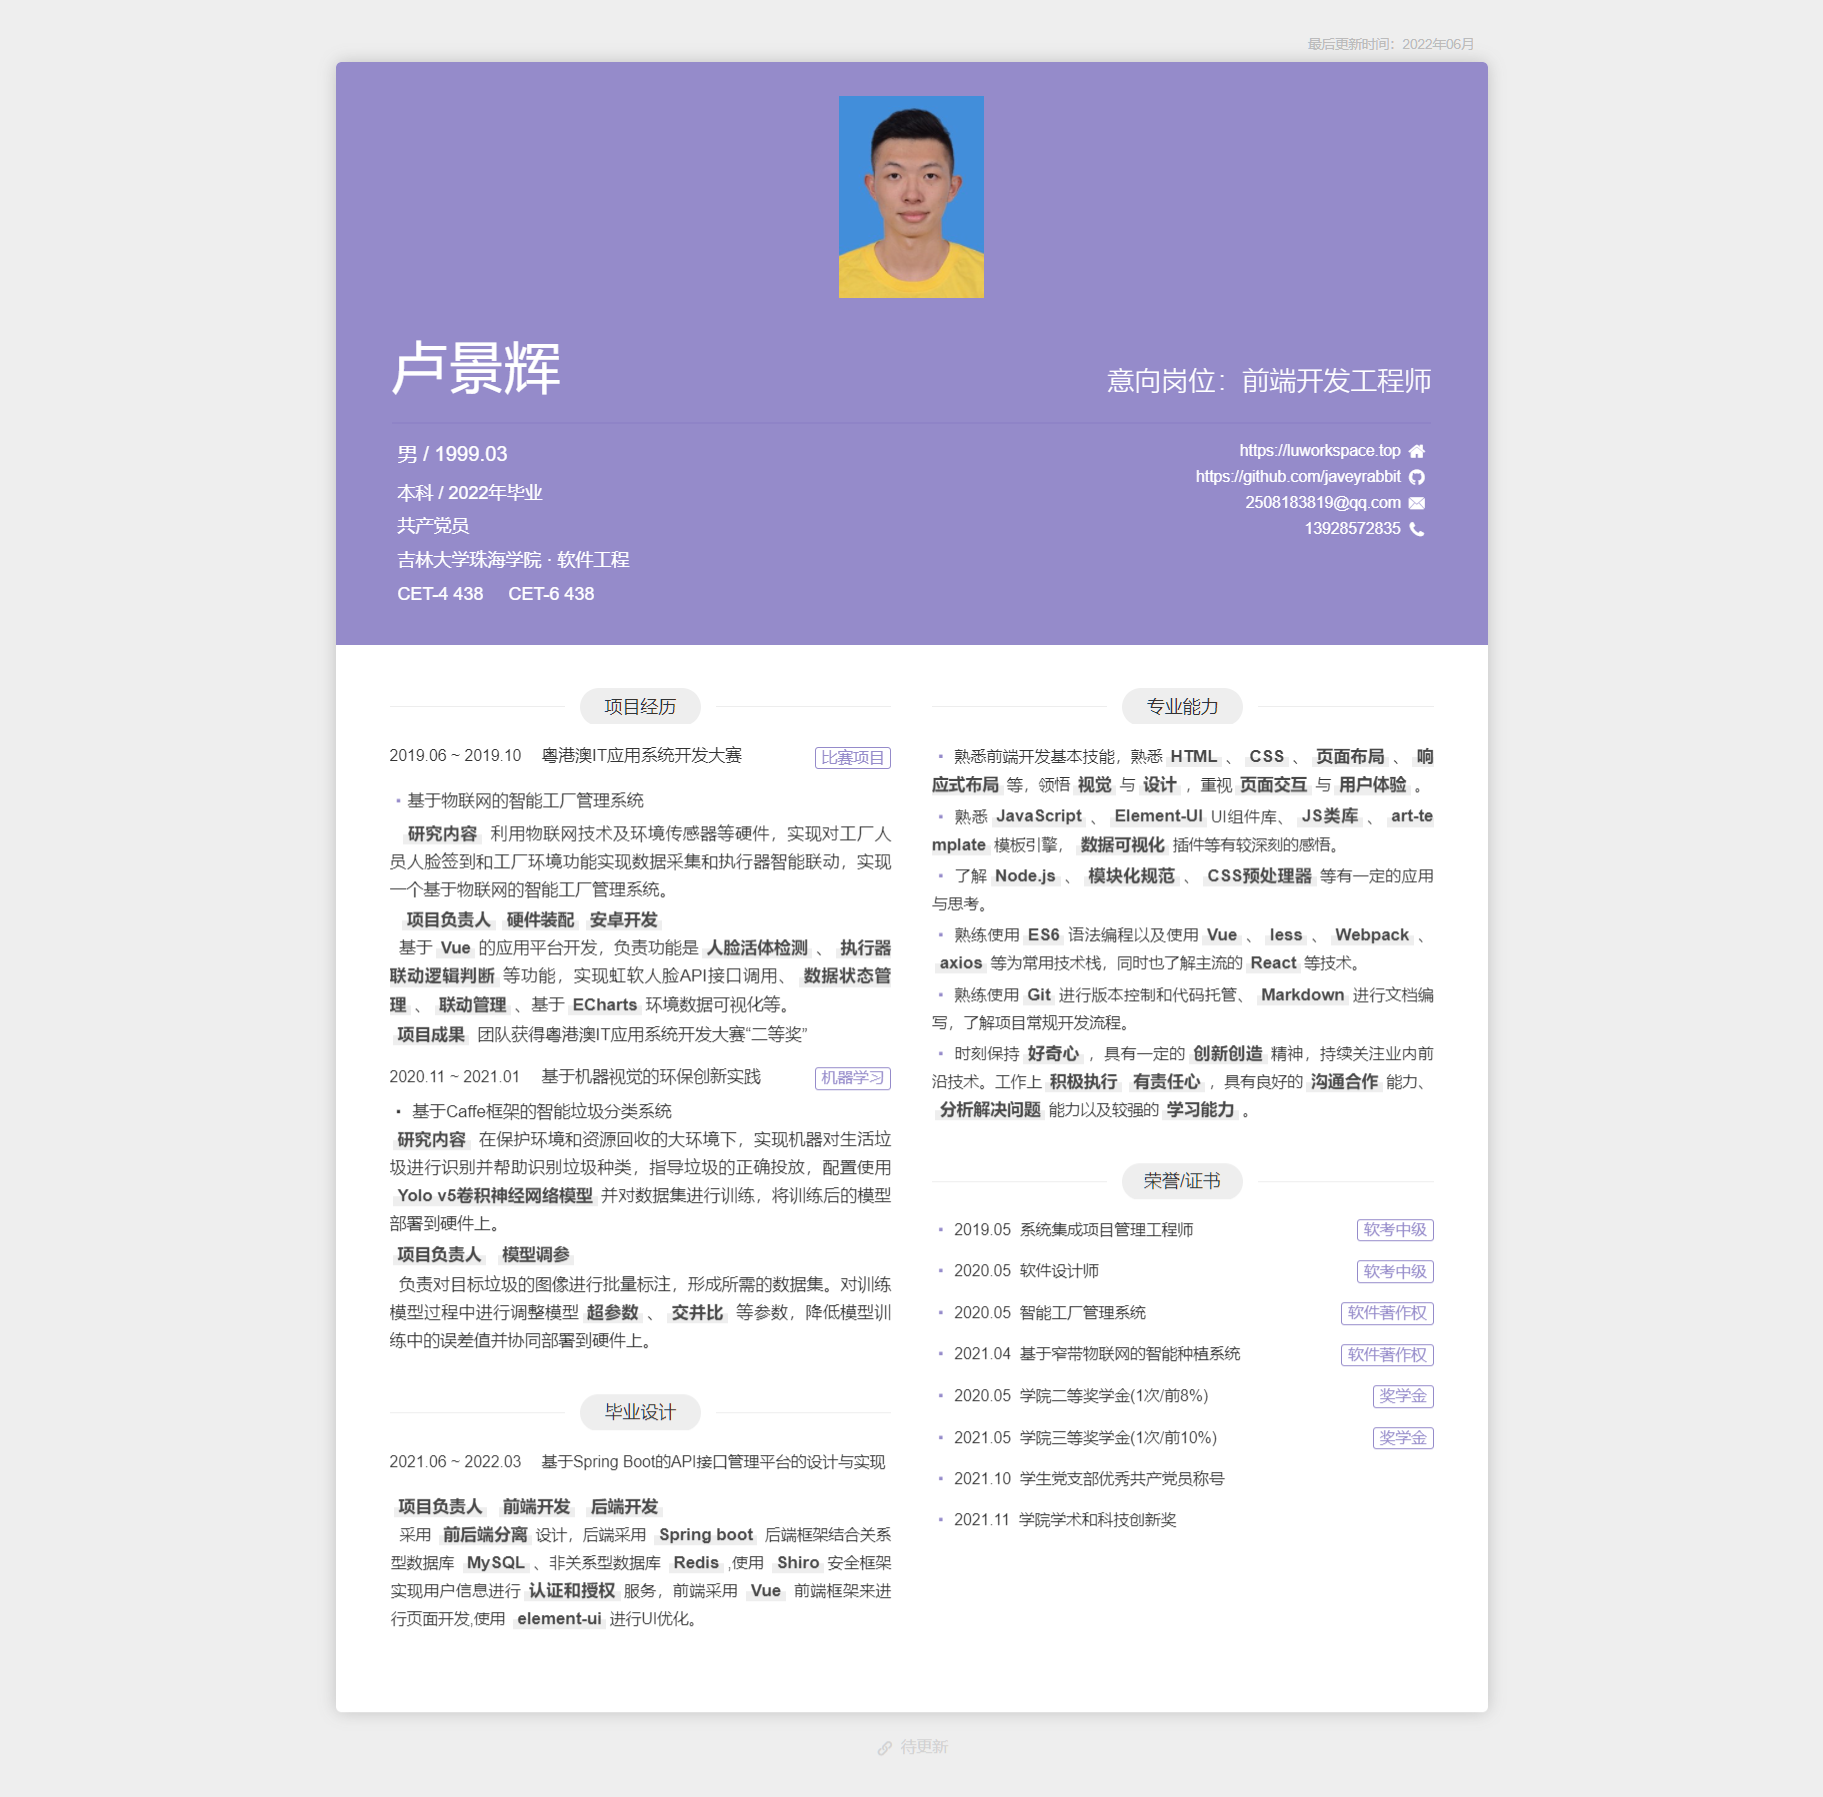 最后更新时间：2022年06月
卢景辉
意向岗位：前端开发工程师
男 / 1999.03
本科 / 2022年毕业
共产党员
吉林大学珠海学院 · 软件工程
CET-4 438 CET-6 438
https://luworkspace.top
https://github.com/javeyrabbit
2508183819@qq.com
13928572835
项目经历
2019.06 ~ 2019.10 粤港澳IT应用系统开发大赛 比赛项目
· 基于物联网的智能工厂管理系统
研究内容 利用物联网技术及环境传感器等硬件，实现对工厂人
员人脸签到和工厂环境功能实现数据采集和执行器智能联动，实现
一个基于物联网的智能工厂管理系统。
项目负责人 硬件装配 安卓开发
基于 Vue 的应用平台开发，负责功能是 人脸活体检测 、 执行器
联动逻辑判断 等功能，实现虹软人脸API接口调用、 数据状态管
理 、 联动管理 、基于 ECharts 环境数据可视化等。
项目成果 团队获得粤港澳IT应用系统开发大赛“二等奖”
2020.11 ~ 2021.01 基于机器视觉的环保创新实践 机器学习
· 基于Caffe框架的智能垃圾分类系统
研究内容 在保护环境和资源回收的大环境下，实现机器对生活垃
圾进行识别并帮助识别垃圾种类，指导垃圾的正确投放，配置使用
Yolo v5卷积神经网络模型 并对数据集进行训练，将训练后的模型
部署到硬件上。
项目负责人 模型调参
负责对目标垃圾的图像进行批量标注，形成所需的数据集。对训练
模型过程中进行调整模型 超参数 、 交并比 等参数，降低模型训
练中的误差值并协同部署到硬件上。
毕业设计
2021.06 ~ 2022.03 基于Spring Boot的API接口管理平台的设计与实现
项目负责人 前端开发 后端开发
采用 前后端分离 设计，后端采用 Spring boot 后端框架结合关系
型数据库 MySQL 、非关系型数据库 Redis ,使用 Shiro 安全框架
实现用户信息进行 认证和授权 服务，前端采用 Vue 前端框架来进
行页面开发,使用 element-ui 进行UI优化。
专业能力
· 熟悉前端开发基本技能，熟悉 HTML 、 CSS 、 页面布局 、 响
应式布局 等，领悟 视觉 与 设计 ，重视 页面交互 与 用户体验 。
· 熟悉 JavaScript 、 Element-UI UI组件库、 JS类库 、 art-te
mplate 模板引擎， 数据可视化 插件等有较深刻的感悟。
· 了解 Node.js 、 模块化规范 、 CSS预处理器 等有一定的应用
与思考。
· 熟练使用 ES6 语法编程以及使用 Vue 、 less 、 Webpack 、
axios 等为常用技术栈，同时也了解主流的 React 等技术。
· 熟练使用 Git 进行版本控制和代码托管、 Markdown 进行文档编
写，了解项目常规开发流程。
· 时刻保持 好奇心 ，具有一定的 创新创造 精神，持续关注业内前
沿技术。工作上 积极执行 有责任心 ，具有良好的 沟通合作 能力、
分析解决问题 能力以及较强的 学习能力 。
荣誉/证书
· 2019.05 系统集成项目管理工程师 软考中级
· 2020.05 软件设计师 软考中级
· 2020.05 智能工厂管理系统 软件著作权
· 2021.04 基于窄带物联网的智能种植系统 软件著作权
· 2020.05 学院二等奖学金(1次/前8%) 奖学金
· 2021.05 学院三等奖学金(1次/前10%) 奖学金
· 2021.10 学生党支部优秀共产党员称号
· 2021.11 学院学术和科技创新奖
待更新